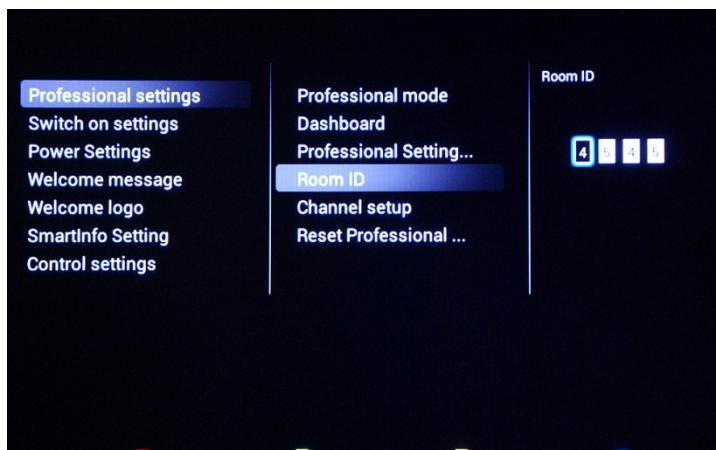 Professional settings
Switch on settings
Power Settings
Welcome message
Welcome logo
SmartInfo Setting
Control settings
Professional mode
Dashboard
Professional Setting...
Room ID
Channel setup
Reset Professional ...
Room ID
4 5 4 5